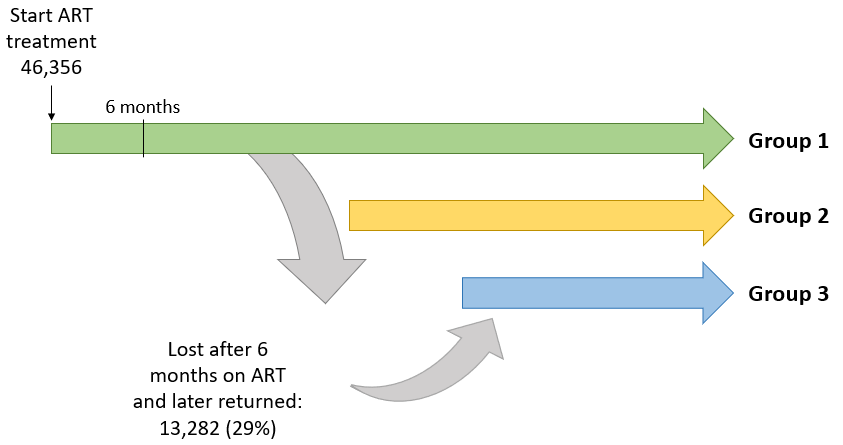 Start ART
treatment
46,356
6 months
Group 1
Group 2
Group 3
Lost after 6
months on ART
and later returned:
13,282 (29%)